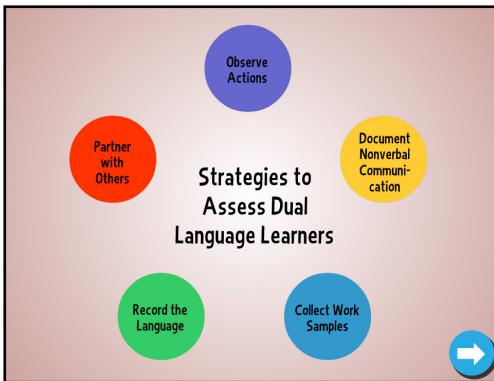 Observe
Actions
Partner
with
Others
Document
Nonverbal
Communi-
cation
Strategies to
Assess Dual
Language Learners
Record the
Language
Collect Work
Samples